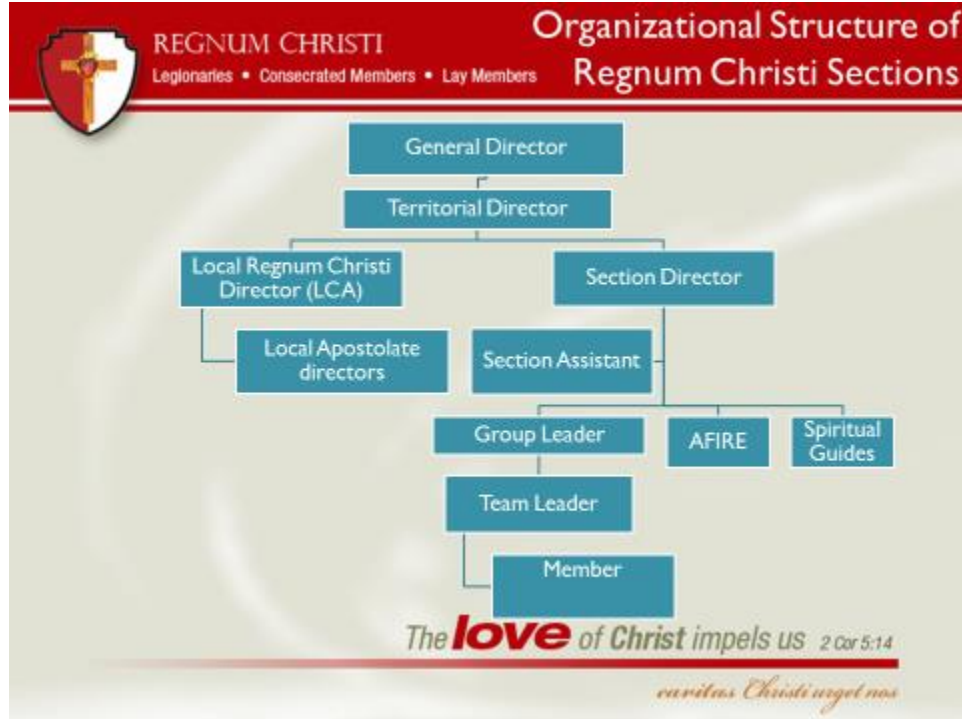 REGNUM CHRISTI
Legionaries • Consecrated Members • Lay Members
Organizational Structure of
Regnum Christi Sections
General Director
Territorial Director
Local Regnum Christi
Director (LCA)
Section Director
Local Apostolate
directors
Section Assistant
Group Leader
AFIRE
Spiritual
Guides
Team Leader
Member
The love of Christ impels us 2 Cor 5:14
caritas Christi urget nos